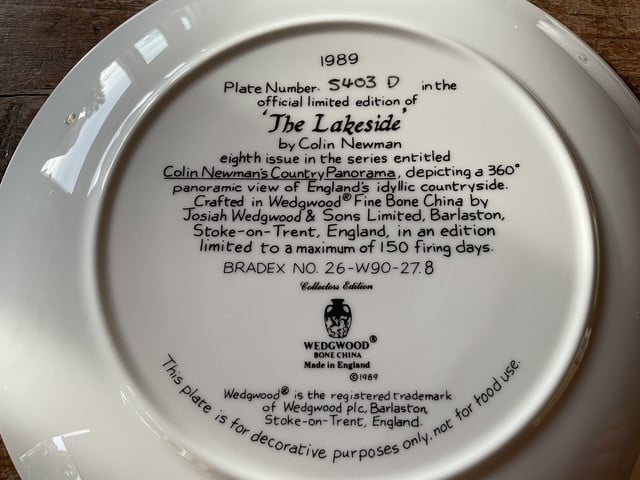 1989
Plate Number. 5403 D in the
official limited edition of
'The Lakeside'
by Colin Newman
eighth issue in the series entitled
Colin Newman's Country Panorama, depicting a 360°
panoramic view of England's idyllic countryside.
Crafted in Wedgwood® Fine Bone China by
Josiah Wedgwood & Sons Limited, Barlaston,
Stoke-on-Trent, England, in an edition
limited to a maximum of 150 firing days.
BRADEX NO. 26-W90-27.8
Collectors Edition
WEDGWOOD®
BONE CHINA
Made in England
©1989
Wedgwood® is the registered trademark
of Wedgwood plc, Barlaston,
Stoke-on-Trent, England.
This plate is for decorative purposes only, not for food use.